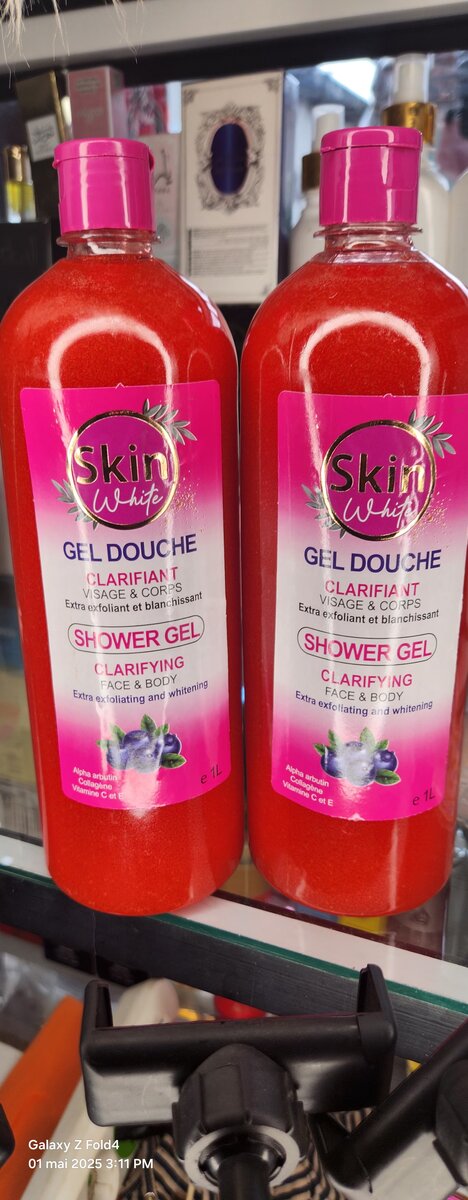 Skin
White
GEL DOUCHE
CLARIFIANT
VISAGE & CORPS
Extra exfoliant et blanchissant
SHOWER GEL
CLARIFYING
FACE & BODY
Extra exfoliating and whitening
Alpha arbutin
Collagène
Vitamine C et E
e 1L
Skin
White
GEL DOUCHE
CLARIFIANT
VISAGE & CORPS
Extra exfoliant et blanchissant
SHOWER GEL
CLARIFYING
FACE & BODY
Extra exfoliating and whitening
Alpha arbutin
Collagène
Vitamine C et E
e 1L
Galaxy Z Fold4
01 mai 2025 3:11 PM